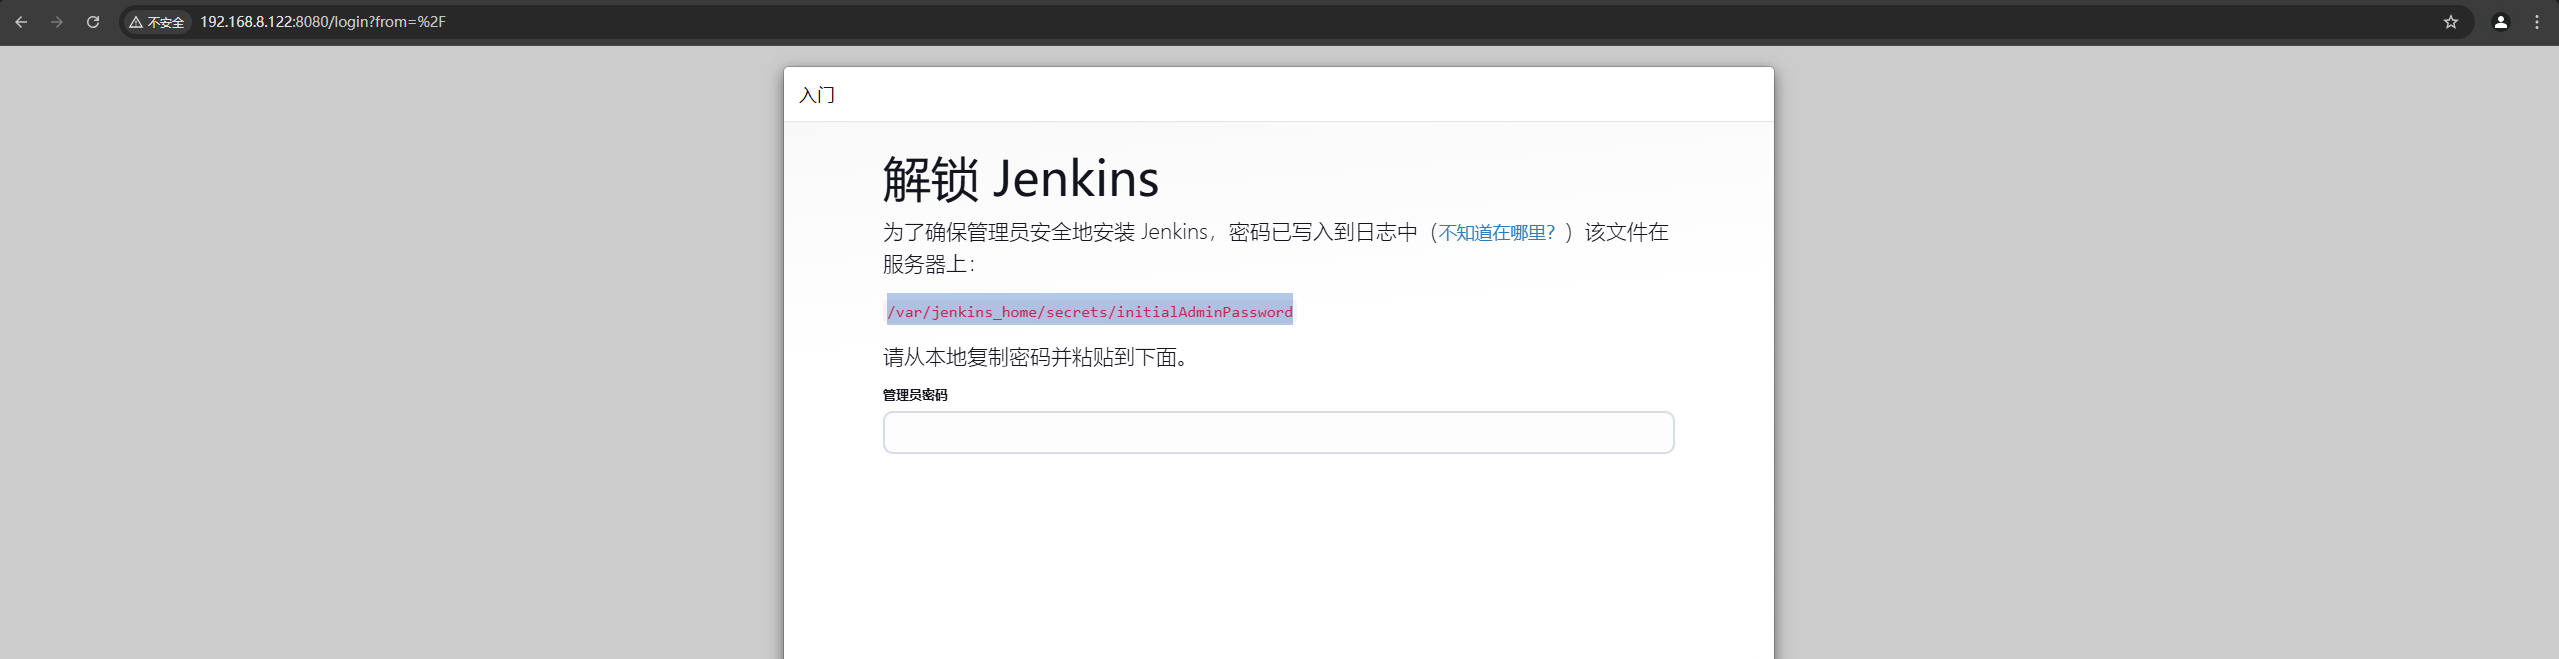 不安全 192.168.8.122:8080/login?from=%2F
入门
解锁 Jenkins
为了确保管理员安全地安装 Jenkins，密码已写入到日志中（不知道在哪里？）该文件在
服务器上：
/var/jenkins_home/secrets/initialAdminPassword
请从本地复制密码并粘贴到下面。
管理员密码